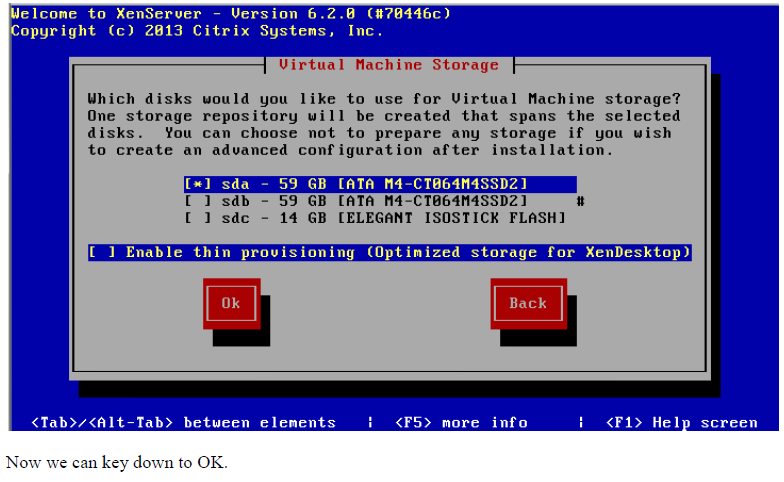 Welcome to XenServer - Version 6.2.0 (#70446c)
Copyright (c) 2013 Citrix Systems, Inc.
Virtual Machine Storage
Which disks would you like to use for Virtual Machine storage?
One storage repository will be created that spans the selected
disks.  You can choose not to prepare any storage if you wish
to create an advanced configuration after installation.
[*] sda - 59 GB [ATA M4-CT064M4SSD2]
[ ] sdb - 59 GB [ATA M4-CT064M4SSD2] #
[ ] sdc - 14 GB [ELEGANT ISOSTICK FLASH]
[ ] Enable thin provisioning (Optimized storage for XenDesktop)
Ok Back
<Tab>/<Alt-Tab> between elements | <F5> more info | <F1> Help screen
Now we can key down to OK.